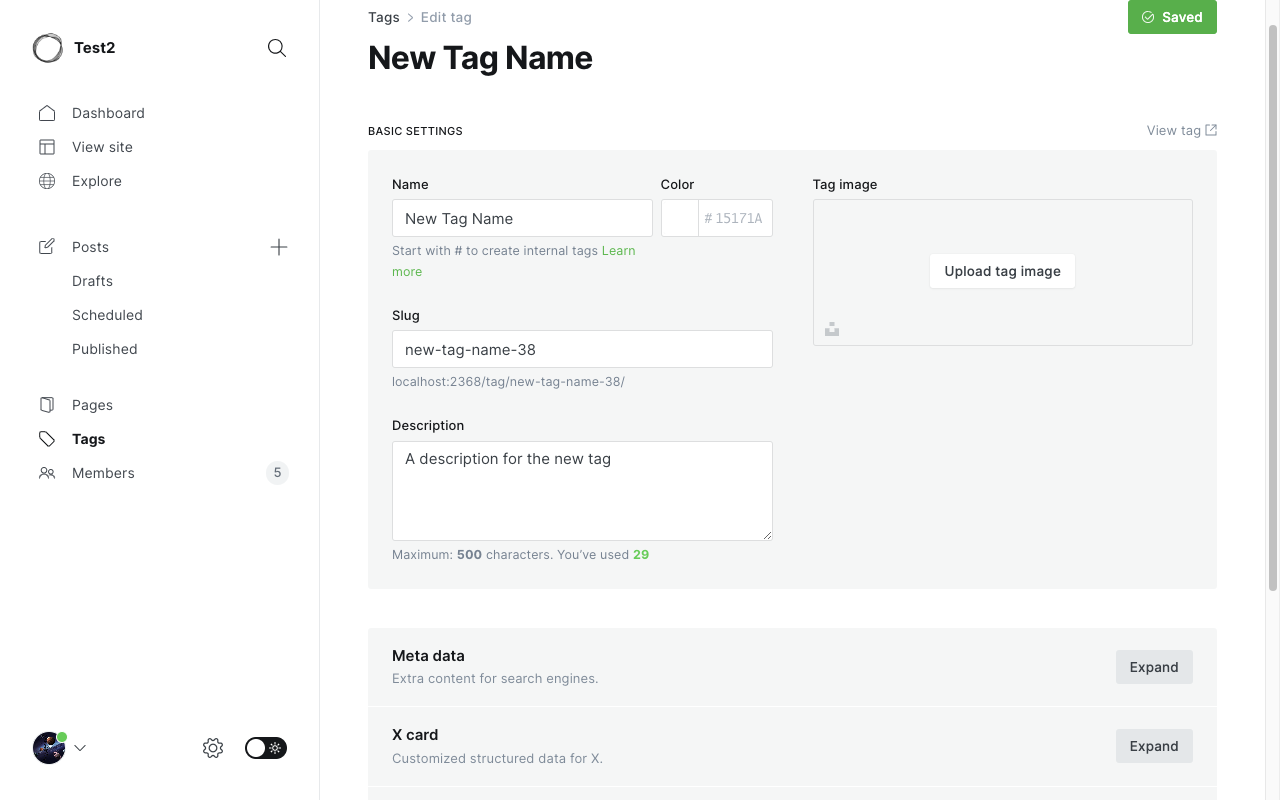 Test2
Dashboard
View site
Explore
Posts
Drafts
Scheduled
Published
Pages
Tags
Members
5
Tags > Edit tag
Saved
New Tag Name
BASIC SETTINGS
View tag
Name
New Tag Name
Start with # to create internal tags Learn
more
Color
# 15171A
Slug
new-tag-name-38
localhost:2368/tag/new-tag-name-38/
Description
A description for the new tag
Maximum: 500 characters. You’ve used 29
Tag image
Upload tag image
Meta data
Extra content for search engines.
Expand
X card
Customized structured data for X.
Expand